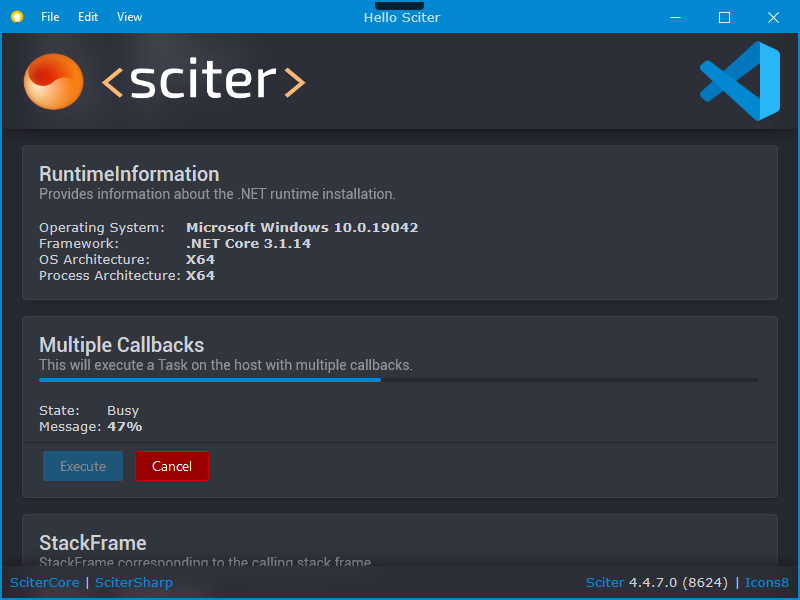 File Edit View Hello Sciter
<sciter>
RuntimeInformation
Provides information about the .NET runtime installation.
Operating System: Microsoft Windows 10.0.19042
Framework: .NET Core 3.1.14
OS Architecture: X64
Process Architecture: X64
Multiple Callbacks
This will execute a Task on the host with multiple callbacks.
State: Busy
Message: 47%
Execute Cancel
StackFrame
StackFrame corresponding to the calling stack frame.
SciterCore | SciterSharp Sciter 4.4.7.0 (8624) | Icons8